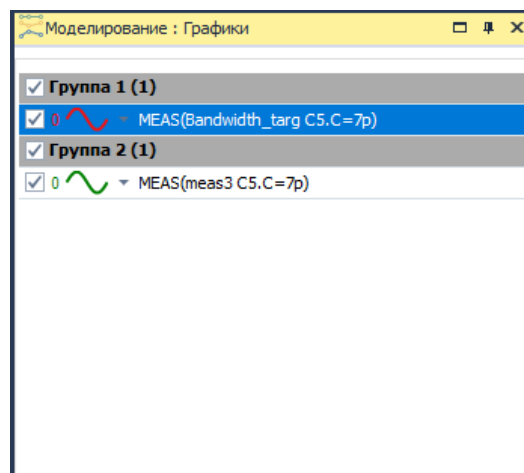 Моделирование : Графики
Группа 1 (1)
0 MEAS(Bandwidth_targ C5.C=7p)
Группа 2 (1)
0 MEAS(meas3 C5.C=7p)